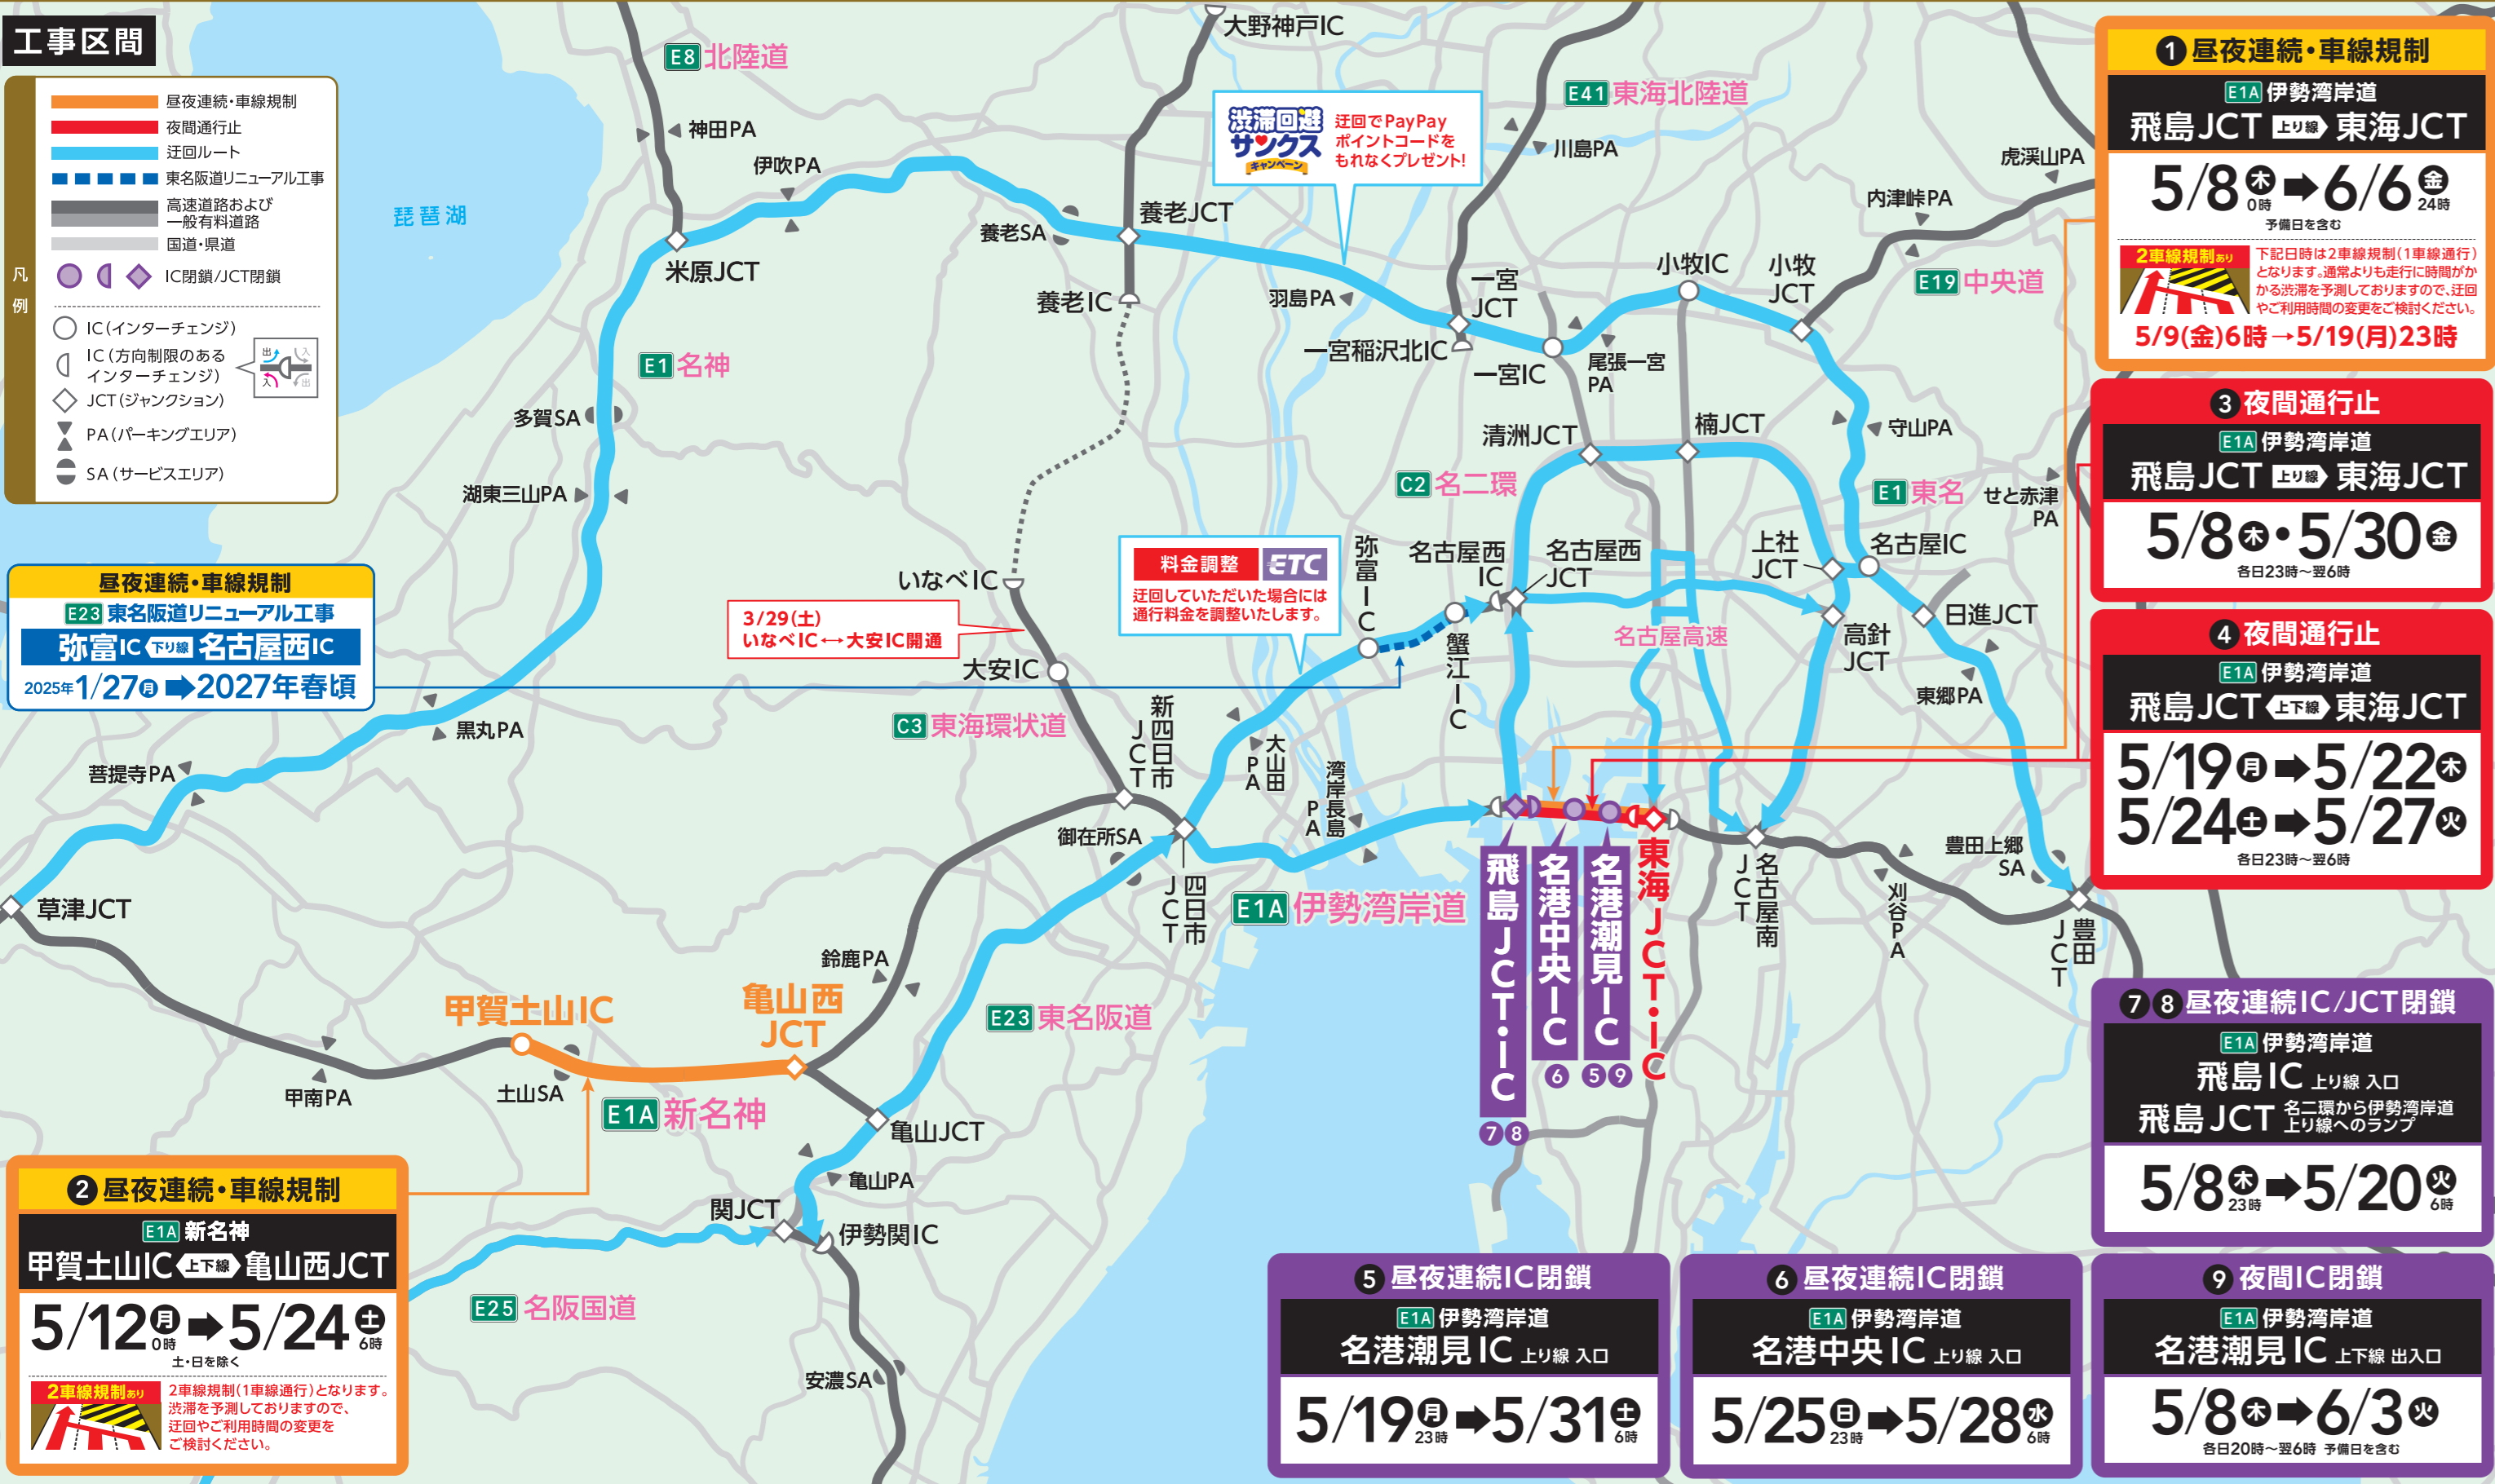 工事区間
凡例
昼夜連続・車線規制
夜間通行止
迂回ルート
東名阪道リニューアル工事
高速道路および
一般有料道路
国道・県道
IC閉鎖/JCT閉鎖
IC(インターチェンジ)
IC(方向制限のある
インターチェンジ)
出 入
入 出
JCT(ジャンクション)
PA(パーキングエリア)
SA(サービスエリア)
E8 北陸道
神田PA
伊吹PA
琵琶湖
米原JCT
大野神戸IC
養老SA
養老JCT
養老IC
渋滞回避
サンクス
キャンペーン
迂回でPayPay
ポイントコードを
もれなくプレゼント!
E41 東海北陸道
川島PA
羽島PA
一宮
JCT
一宮稲沢北IC
一宮IC
尾張一宮
PA
小牧IC
小牧
JCT
内津峠PA
虎渓山PA
E19 中央道
E1 名神
多賀SA
湖東三山PA
清洲JCT
楠JCT
守山PA
C2 名二環
E1 東名
せと赤津
PA
昼夜連続・車線規制
E23 東名阪道リニューアル工事
弥富IC 下り線 名古屋西IC
2025年1/27月➡2027年春頃
いなべIC
3/29(土)
いなべIC↔大安IC開通
大安IC
料金調整 ETC
迂回していただいた場合には
通行料金を調整いたします。
弥富IC
名古屋西
IC
名古屋西
JCT
蟹江IC
上社
JCT
名古屋IC
名古屋高速
高針
JCT
日進JCT
東郷PA
黒丸PA
菩提寺PA
草津JCT
C3 東海環状道
新四日市
JCT
大山田
PA
湾岸長島
PA
御在所SA
四日市
JCT
E1A 伊勢湾岸道
飛島JCT・IC
7 8
名港中央IC
6
名港潮見IC
5 9
東海JCT・IC
名古屋南
JCT
刈谷PA
豊田上郷
SA
豊田
JCT
鈴鹿PA
甲賀土山IC
亀山西
JCT
E23 東名阪道
甲南PA
土山SA
E1A 新名神
亀山JCT
亀山PA
関JCT
伊勢関IC
E25 名阪国道
安濃SA
1 昼夜連続・車線規制
E1A 伊勢湾岸道
飛島JCT 上り線 東海JCT
5/8木0時➡6/6金24時
予備日を含む
2車線規制あり
下記日時は2車線規制(1車線通行)
となります。通常よりも走行に時間がか
かる渋滞を予測しておりますので、迂回
やご利用時間の変更をご検討ください。
5/9(金)6時→5/19(月)23時
3 夜間通行止
E1A 伊勢湾岸道
飛島JCT 上り線 東海JCT
5/8木・5/30金
各日23時〜翌6時
4 夜間通行止
E1A 伊勢湾岸道
飛島JCT 上下線 東海JCT
5/19月➡5/22木
5/24土➡5/27火
各日23時〜翌6時
7 8 昼夜連続IC/JCT閉鎖
E1A 伊勢湾岸道
飛島IC 上り線 入口
飛島JCT 名二環から伊勢湾岸道
上り線へのランプ
5/8木23時➡5/20火6時
2 昼夜連続・車線規制
E1A 新名神
甲賀土山IC 上下線 亀山西JCT
5/12月0時➡5/24土6時
土・日を除く
2車線規制あり
2車線規制(1車線通行)となります。
渋滞を予測しておりますので、
迂回やご利用時間の変更を
ご検討ください。
5 昼夜連続IC閉鎖
E1A 伊勢湾岸道
名港潮見IC 上り線 入口
5/19月23時➡5/31土6時
6 昼夜連続IC閉鎖
E1A 伊勢湾岸道
名港中央IC 上り線 入口
5/25日23時➡5/28水6時
9 夜間IC閉鎖
E1A 伊勢湾岸道
名港潮見IC 上下線 出入口
5/8木➡6/3火
各日20時〜翌6時 予備日を含む